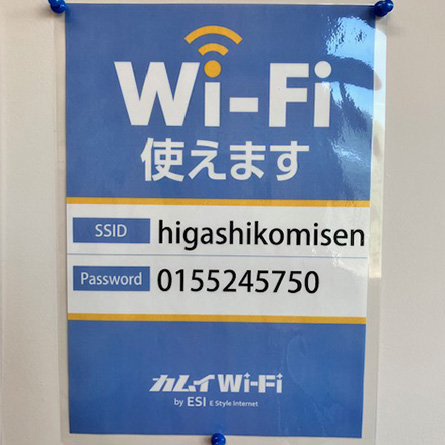 Wi-Fi
使えます
SSID higashikomisen
Password 0155245750
カムイ Wi-Fi
by ESI E Style Internet